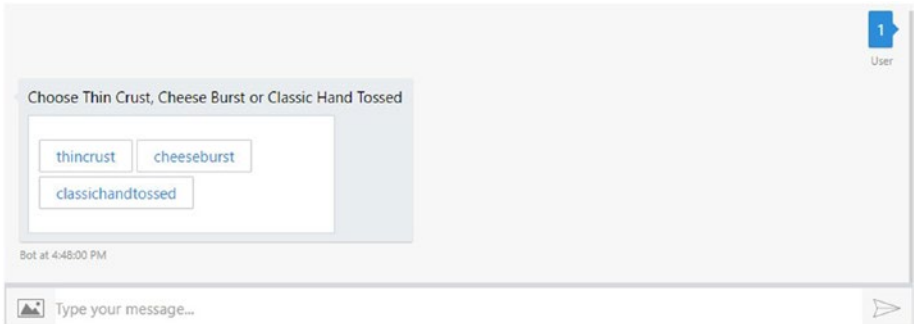 1
User
Choose Thin Crust, Cheese Burst or Classic Hand Tossed
thincrust cheeseburst
classichandtossed
Bot at 4:48:00 PM
Type your message...